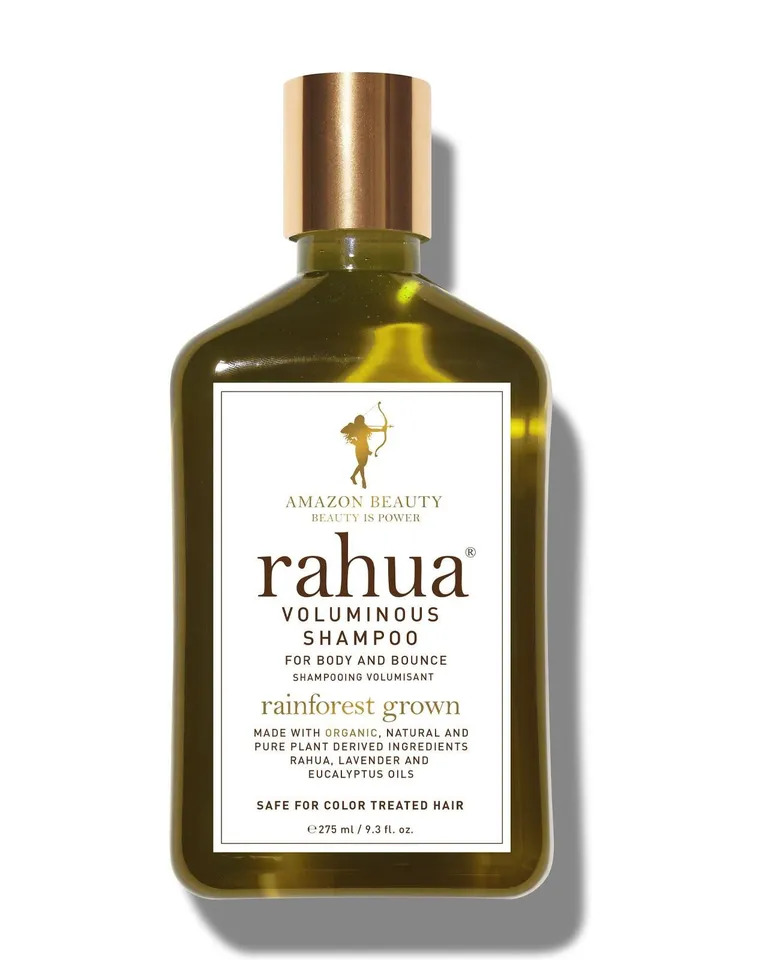 AMAZON BEAUTY
BEAUTY IS POWER
rahua®
VOLUMINOUS
SHAMPOO
FOR BODY AND BOUNCE
SHAMPOOING VOLUMISANT
rainforest grown
MADE WITH ORGANIC, NATURAL AND
PURE PLANT DERIVED INGREDIENTS
RAHUA, LAVENDER AND
EUCALYPTUS OILS
SAFE FOR COLOR TREATED HAIR
℮275 ml / 9.3 fl. oz.